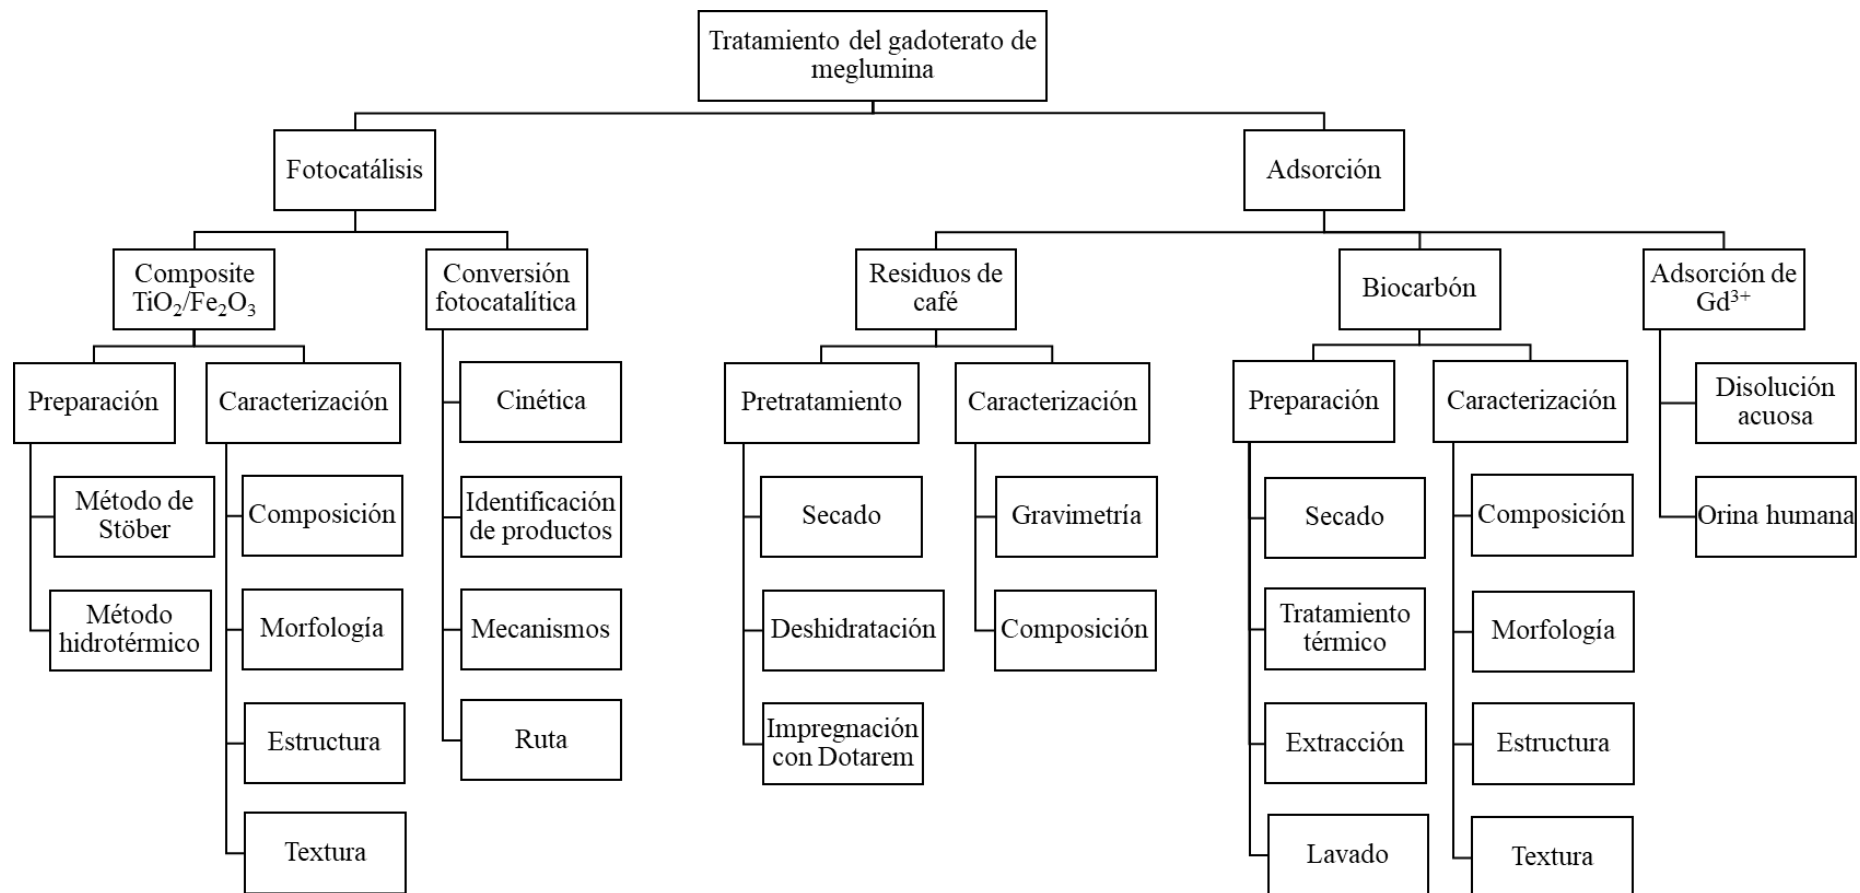 Tratamiento del gadoterato de
meglumina
Fotocatálisis
Adsorción
Composite
TiO₂/Fe₂O₃
Conversión
fotocatalítica
Residuos de
café
Biocarbón
Adsorción de
Gd³⁺
Preparación
Caracterización
Cinética
Pretratamiento
Caracterización
Preparación
Caracterización
Disolución
acuosa
Método de
Stöber
Composición
Identificación
de productos
Secado
Gravimetría
Secado
Composición
Orina humana
Método
hidrotérmico
Morfología
Mecanismos
Deshidratación
Composición
Tratamiento
térmico
Morfología
Estructura
Ruta
Impregnación
con Dotarem
Extracción
Estructura
Textura
Lavado
Textura